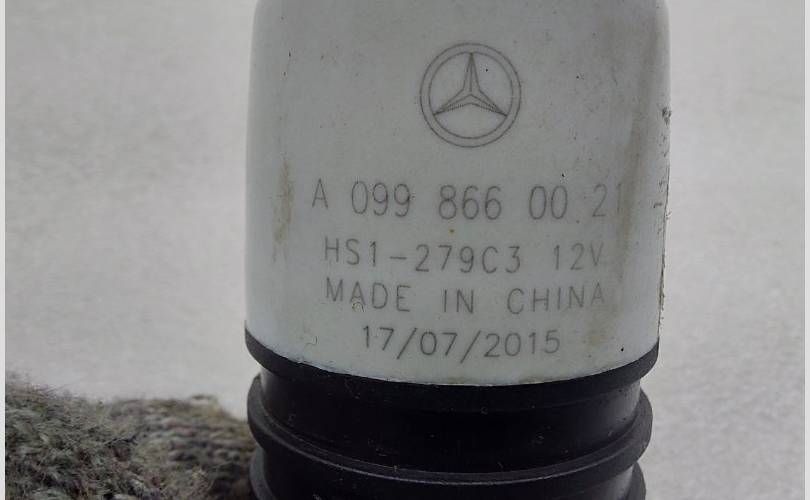 A 099 866 00 21
HS1-279C3 12V
MADE IN CHINA
17/07/2015